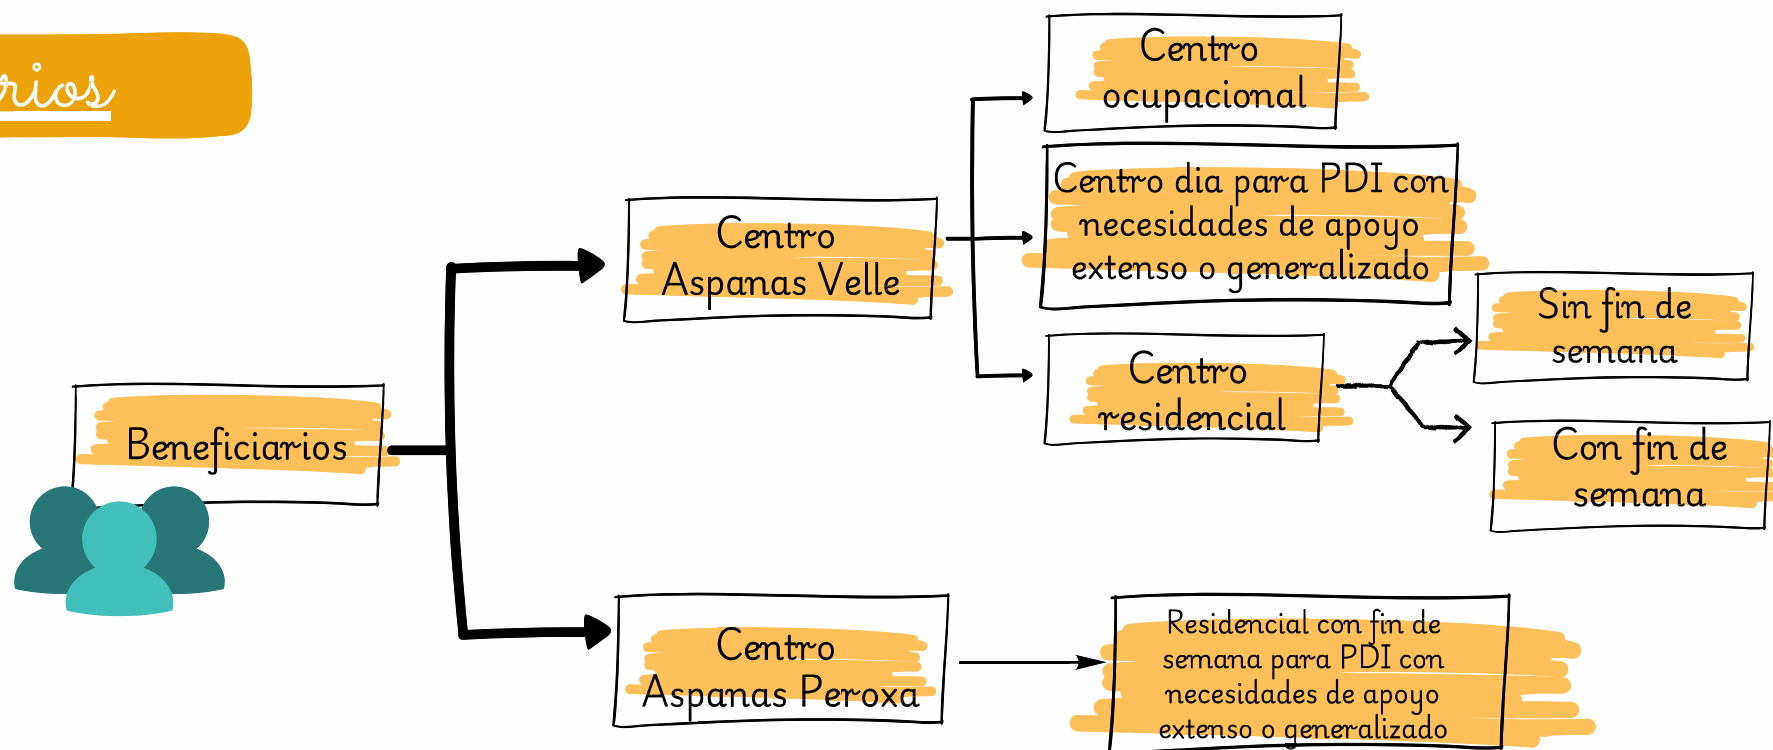 rios
Centro
ocupacional
Centro dia para PDI con
necesidades de apoyo
extenso o generalizado
Centro
Aspanas Velle
Sin fin de
semana
Centro
residencial
Beneficiarios
Con fin de
semana
Centro
Aspanas Peroxa
Residencial con fin de
semana para PDI con
necesidades de apoyo
extenso o generalizado